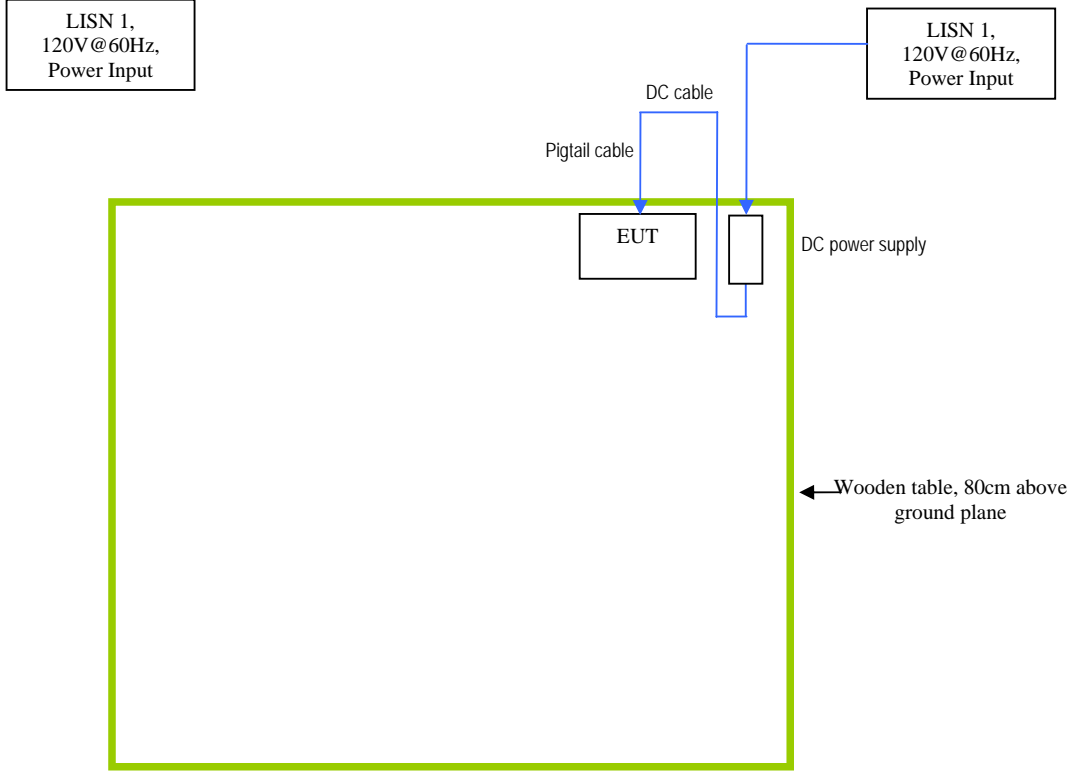 LISN 1,
120V@60Hz,
Power Input
LISN 1,
120V@60Hz,
Power Input
DC cable
Pigtail cable
EUT
DC power supply
Wooden table, 80cm above
ground plane